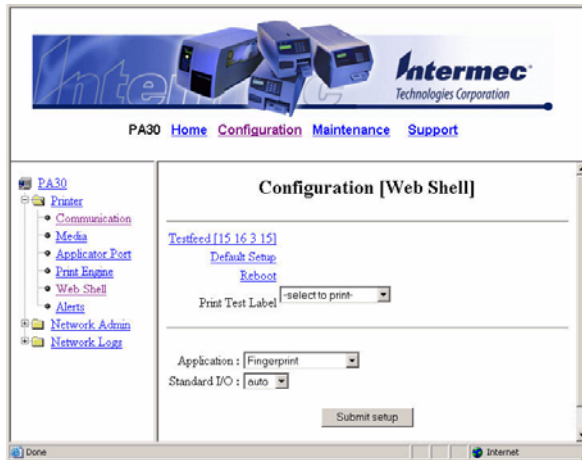 Intermec
Intermec
Technologies Corporation
PA30 Home Configuration Maintenance Support
PA30
Printer
Communication
Media
Applicator Port
Print Engine
Web Shell
Alerts
Network Admin
Network Logs
Configuration [Web Shell]
Testfeed [15 16 3 15]
Default Setup
Reboot
Print Test Label -select to print-
Application : Fingerprint
Standard I/O : auto
Submit setup
Done
Internet